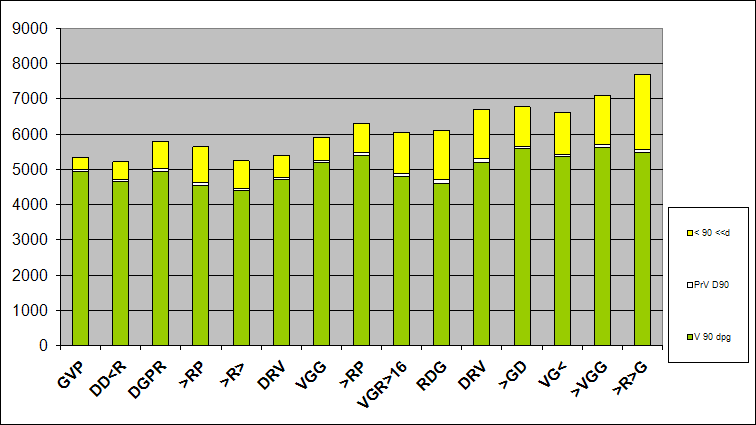 9000
8000
7000
6000
5000
4000
3000
2000
1000
0
GVP
DD<R
DGPR
>RP
>R>
DRV
VGG
>RP
VGR>16
RDG
DRV
>GD
VG<
>VGG
>R>G
< 90 <<d
PrV D90
V 90 dpg